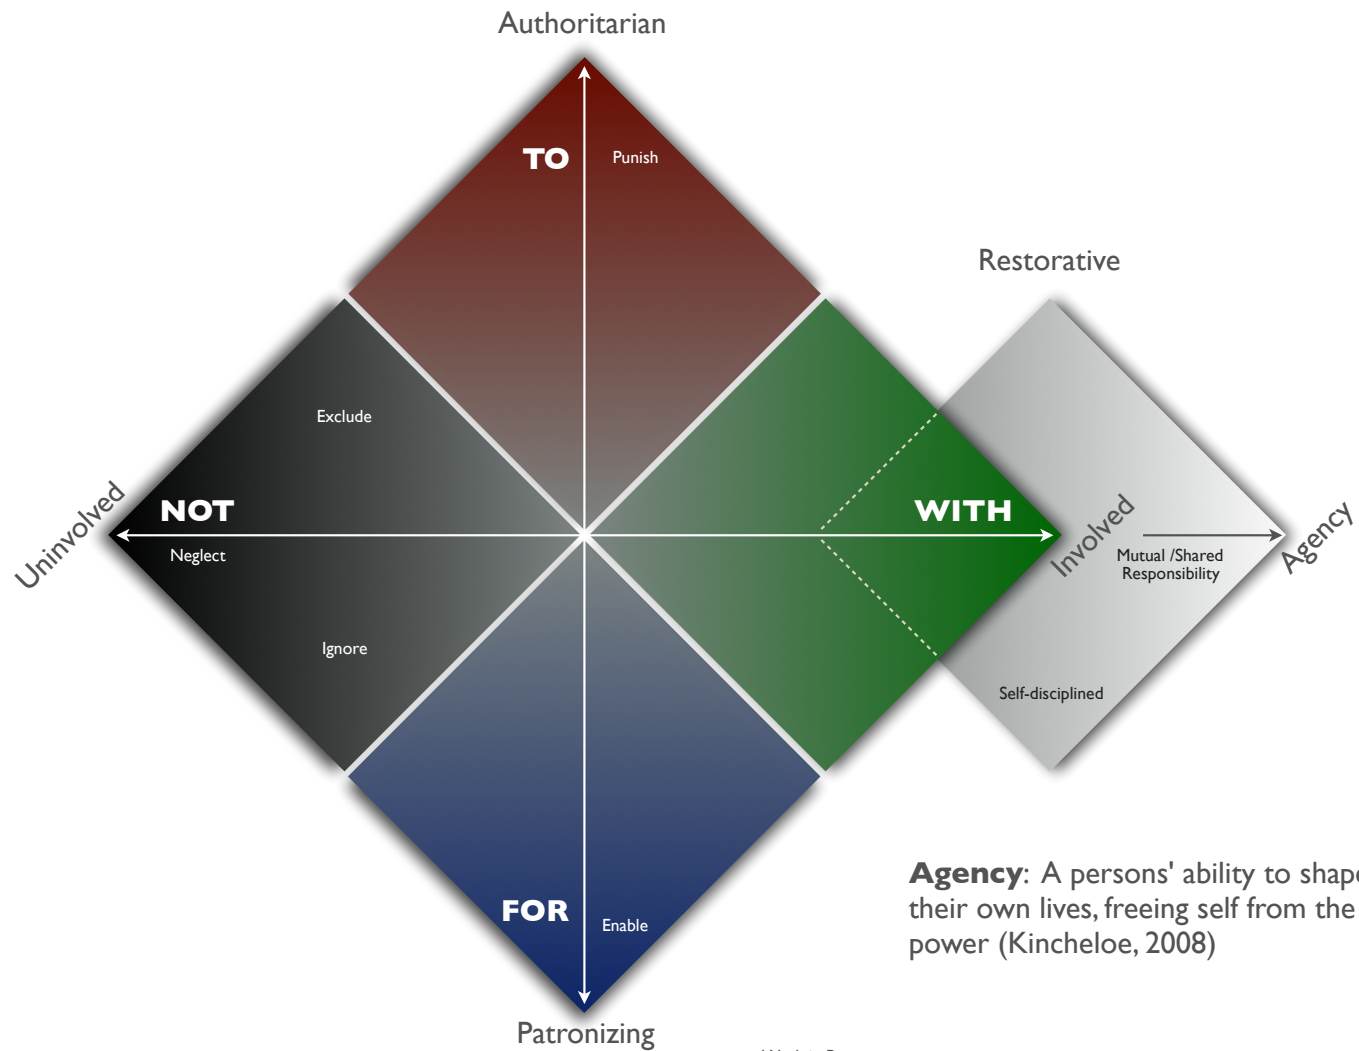 Authoritarian
TO
Punish
Restorative
Exclude
NOT
WITH
Uninvolved
Neglect
Involved
Mutual /Shared
Responsibility
Agency
Ignore
Self-disciplined
FOR
Enable
Agency: A persons' ability to shape
their own lives, freeing self from the
power (Kincheloe, 2008)
Patronizing